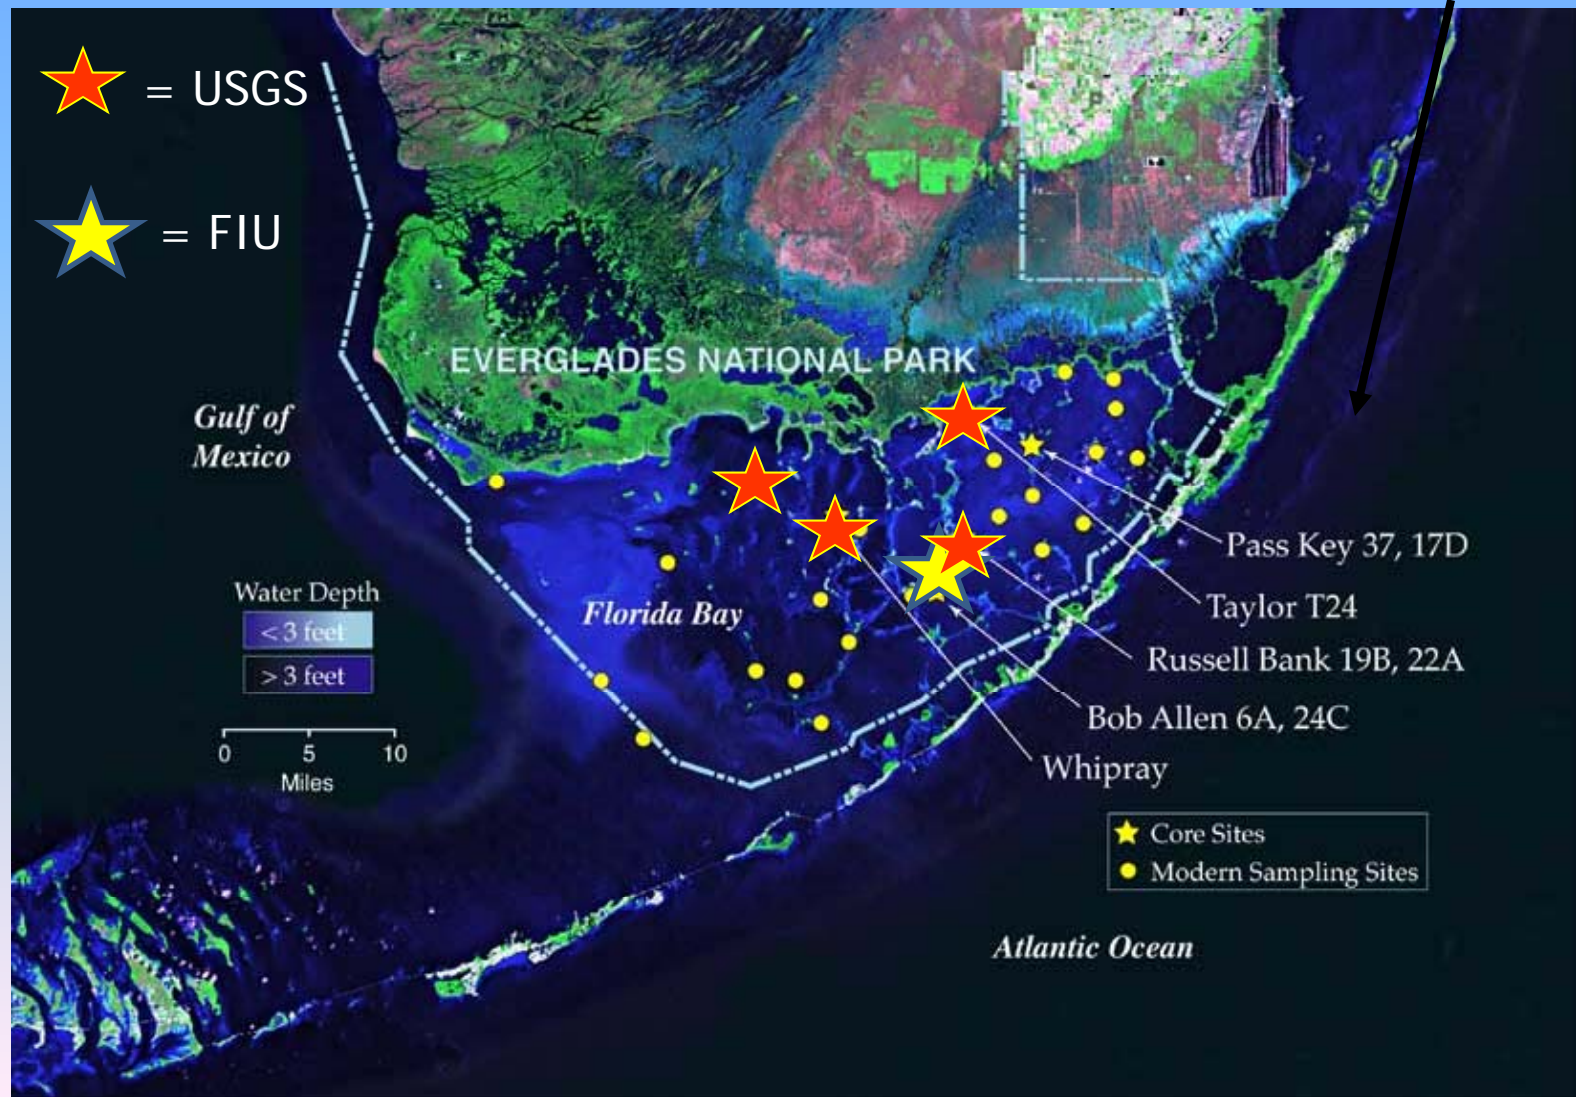 = USGS
= FIU
EVERGLADES NATIONAL PARK
Gulf of
Mexico
Pass Key 37, 17D
Water Depth
< 3 feet
> 3 feet
Florida Bay
Taylor T24
Russell Bank 19B, 22A
Bob Allen 6A, 24C
Whipray
0 5 10
Miles
Core Sites
Modern Sampling Sites
Atlantic Ocean